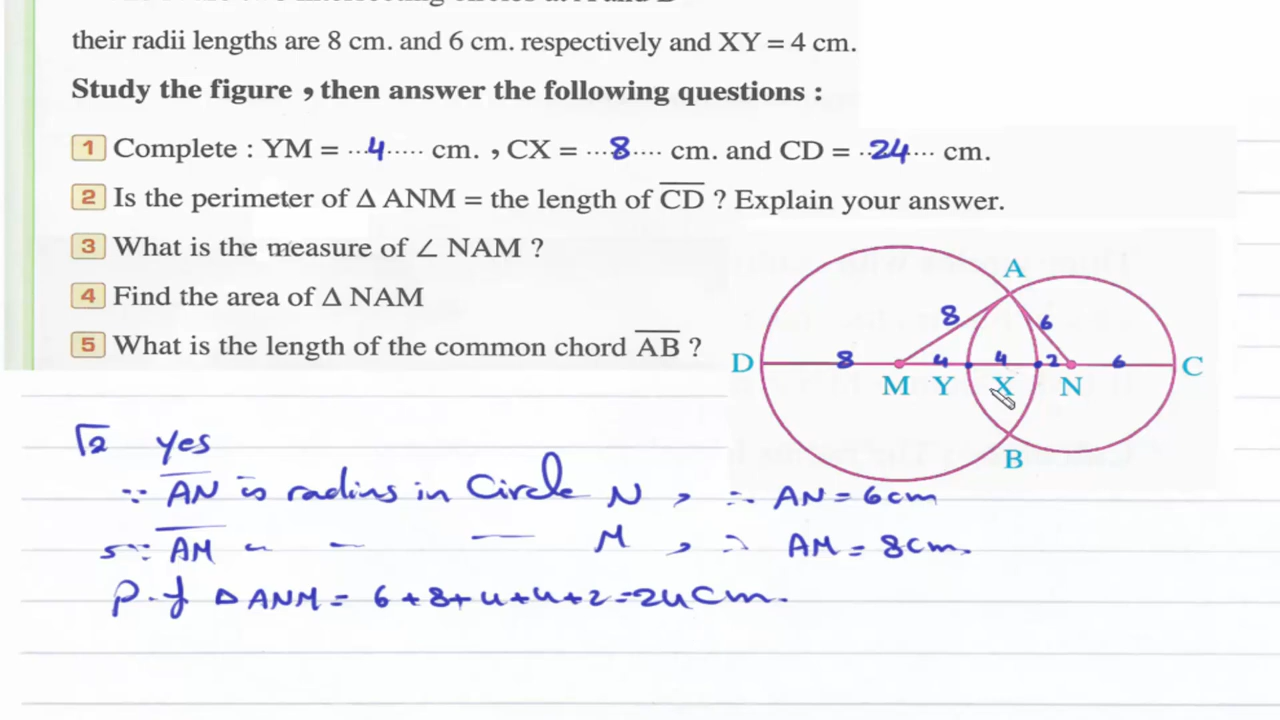 their radii lengths are 8 cm. and 6 cm. respectively and XY = 4 cm.
Study the figure , then answer the following questions :
1 Complete : YM = ...4..... cm. , CX = ...8.... cm. and CD = ..24... cm.
2 Is the perimeter of Δ ANM = the length of C̅D̅ ? Explain your answer.
3 What is the measure of ∠ NAM ?
4 Find the area of Δ NAM
5 What is the length of the common chord A̅B̅ ?
A
8 6
D 8 4 4 2 6 C
M Y X N
B
2 yes
∵ A̅N̅ is radius in Circle N , ∴ AN = 6cm
, ∵ A̅M̅ 〃 — — M , ∴ AM = 8cm.
P. of Δ ANM = 6+8+4+4+2=24cm.